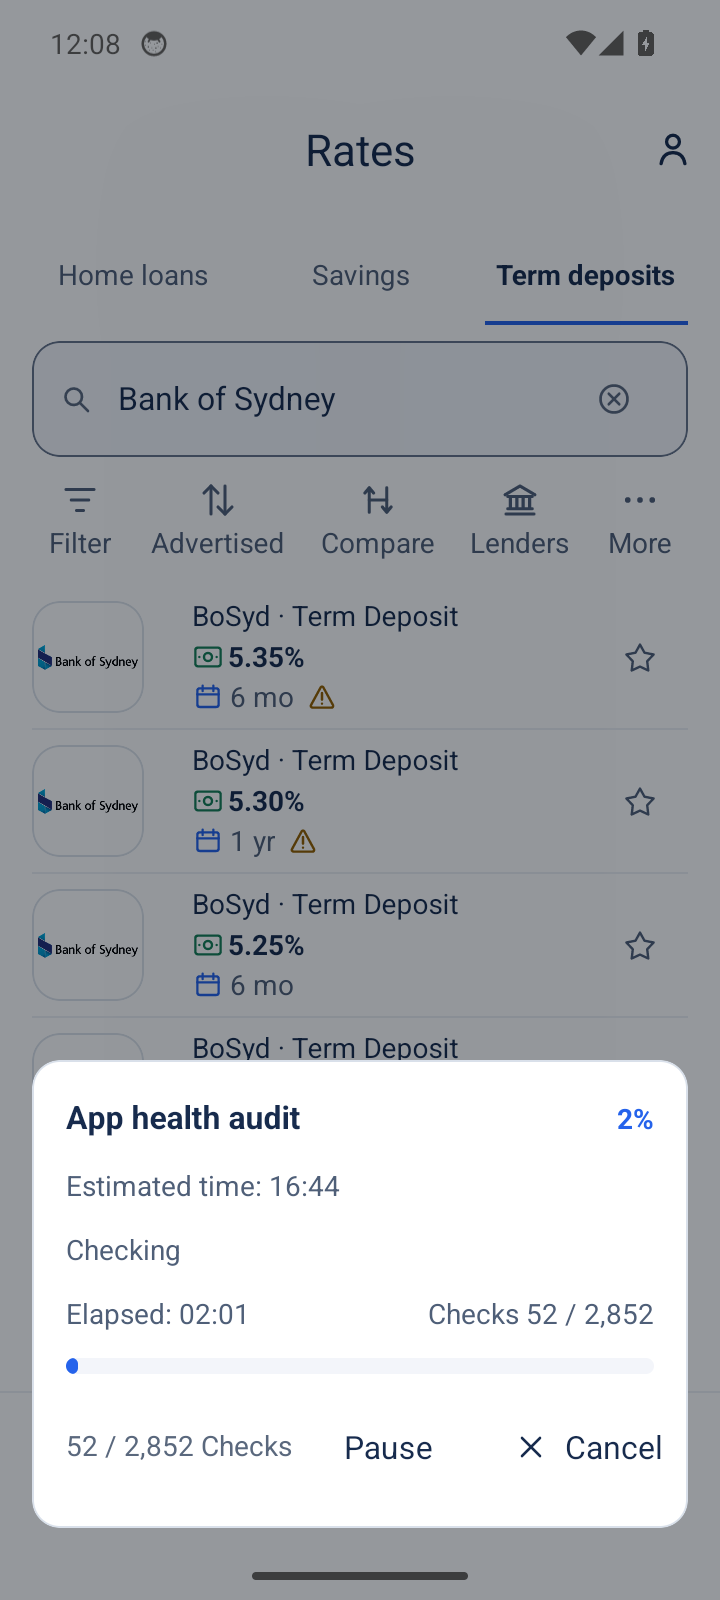 12:08
Rates
Home loans
Savings
Term deposits
Bank of Sydney
Filter
Advertised
Compare
Lenders
More
Bank of Sydney
BoSyd · Term Deposit
5.35%
6 mo
Bank of Sydney
BoSyd · Term Deposit
5.30%
1 yr
Bank of Sydney
BoSyd · Term Deposit
5.25%
6 mo
BoSyd · Term Deposit
App health audit
2%
Estimated time: 16:44
Checking
Elapsed: 02:01
Checks 52 / 2,852
52 / 2,852 Checks
Pause
Cancel